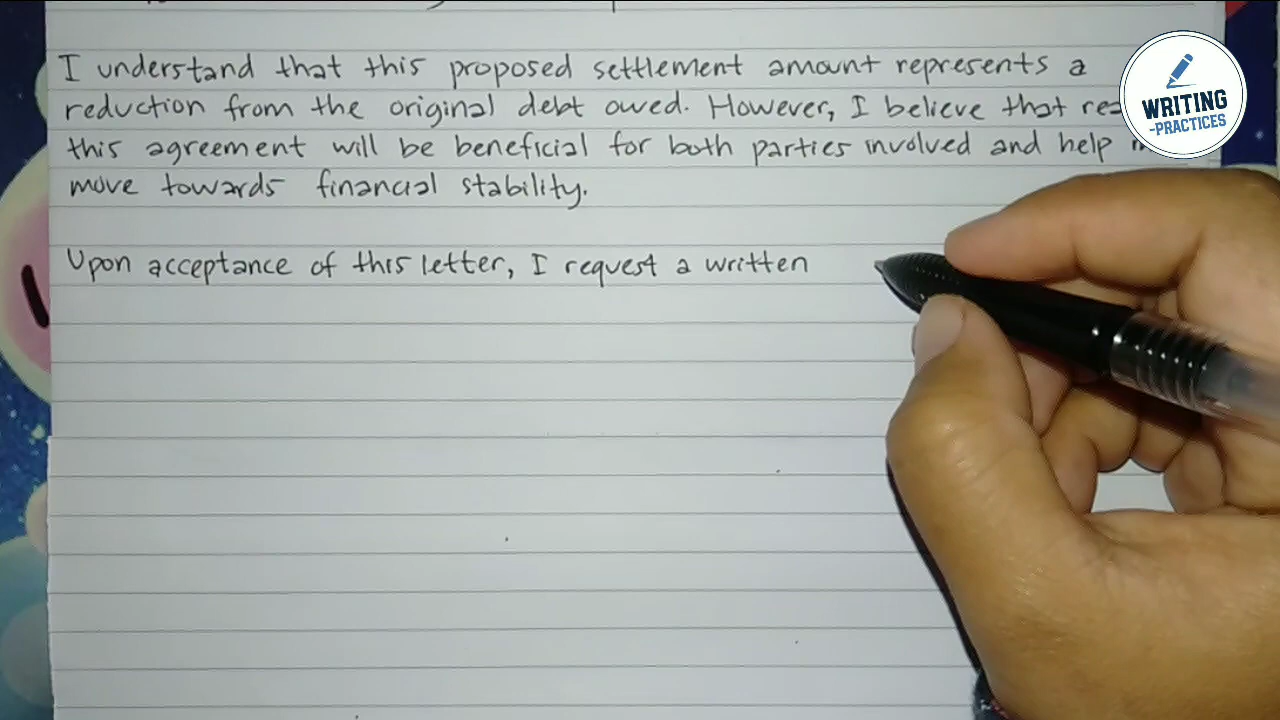 I understand that this proposed settlement amount represents a
reduction from the original debt owed. However, I believe that
this agreement will be beneficial for both parties involved and help
move towards financial stability.
Upon acceptance of this letter, I request a written
WRITING
-PRACTICES